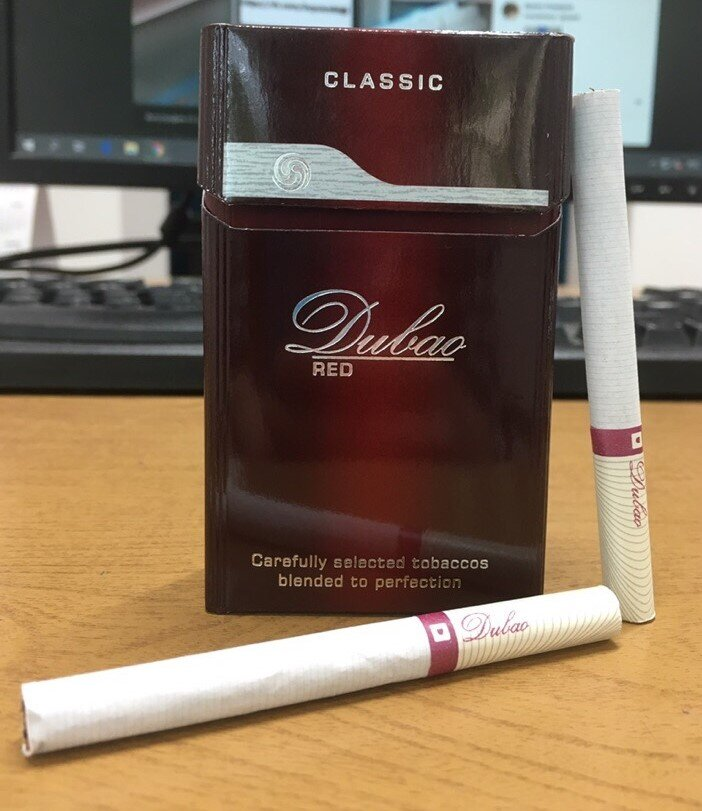 CLASSIC
Dubao
RED
Carefully selected tobaccos
blended to perfection
Dubao
Dubao